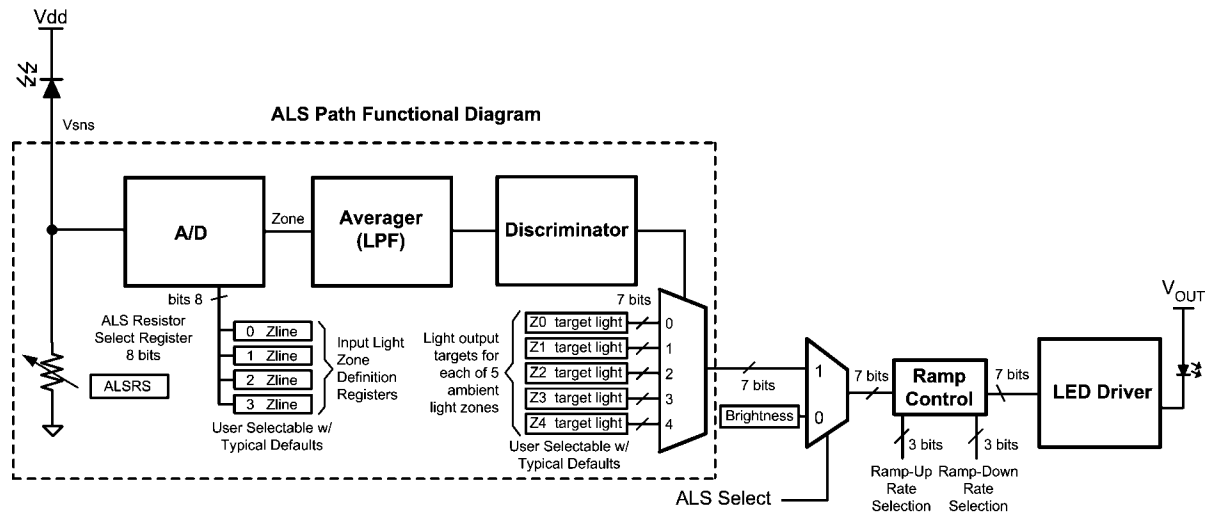 Vdd
Vsns
ALS Path Functional Diagram
A/D
Zone
Averager
(LPF)
Discriminator
bits 8
ALS Resistor
Select Register
8 bits
ALSRS
0 Zline
1 Zline
2 Zline
3 Zline
Input Light
Zone
Definition
Registers
User Selectable w/
Typical Defaults
Light output
targets for
each of 5
ambient
light zones
7 bits
Z0 target light
Z1 target light
Z2 target light
Z3 target light
Z4 target light
0
1
2
3
4
User Selectable w/
Typical Defaults
7 bits
Brightness
1
0
ALS Select
7 bits
Ramp
Control
3 bits
3 bits
Ramp-Up
Rate
Selection
Ramp-Down
Rate
Selection
7 bits
LED Driver
VOUT